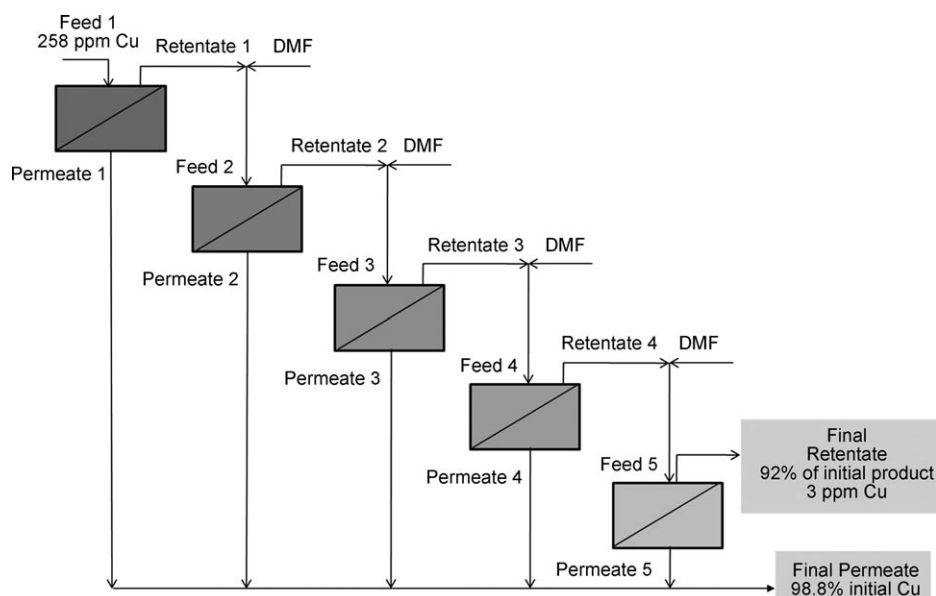 Feed 1
258 ppm Cu
Retentate 1
DMF
Permeate 1
Feed 2
Retentate 2
DMF
Permeate 2
Feed 3
Retentate 3
DMF
Permeate 3
Feed 4
Retentate 4
DMF
Permeate 4
Feed 5
Final
Retentate
92% of initial product
3 ppm Cu
Permeate 5
Final Permeate
98.8% initial Cu